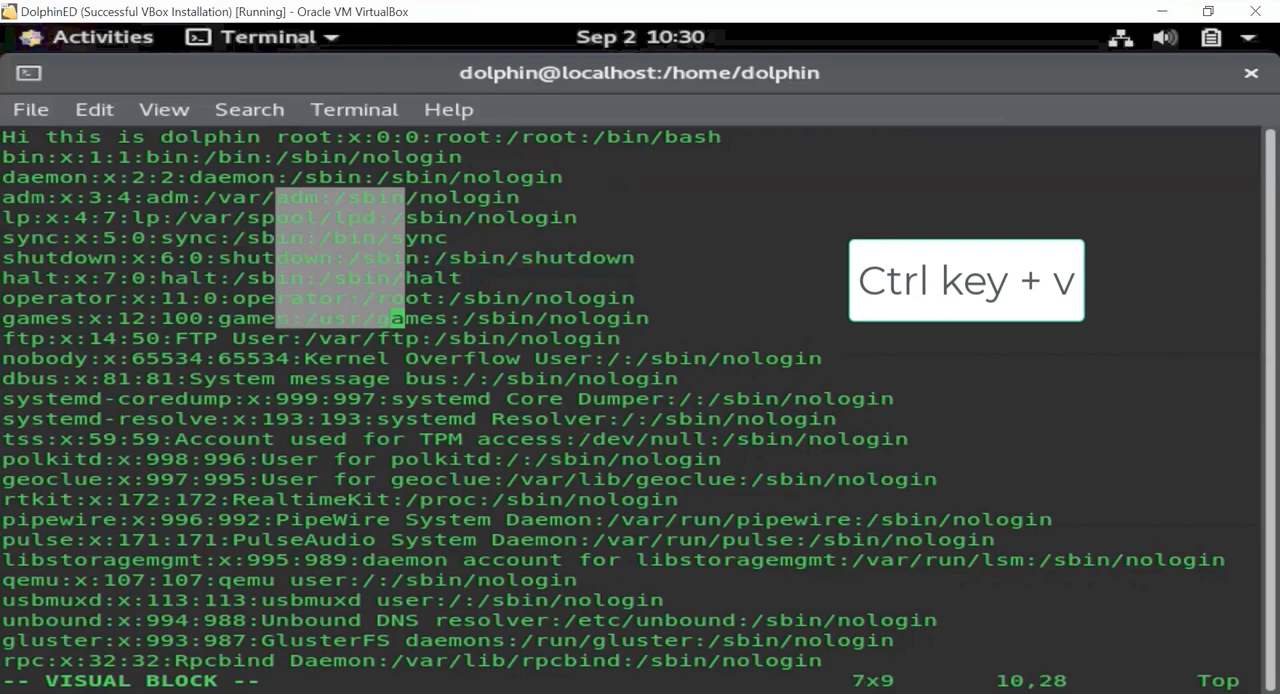 DolphinED (Successful VBox Installation) [Running] - Oracle VM VirtualBox
Activities Terminal Sep 2 10:30
dolphin@localhost:/home/dolphin
File Edit View Search Terminal Help
Hi this is dolphin root:x:0:0:root:/root:/bin/bash
bin:x:1:1:bin:/bin:/sbin/nologin
daemon:x:2:2:daemon:/sbin:/sbin/nologin
adm:x:3:4:adm:/var/adm:/sbin/nologin
lp:x:4:7:lp:/var/spool/lpd:/sbin/nologin
sync:x:5:0:sync:/sbin:/bin/sync
shutdown:x:6:0:shutdown:/sbin:/sbin/shutdown
halt:x:7:0:halt:/sbin:/sbin/halt
operator:x:11:0:operator:/root:/sbin/nologin
games:x:12:100:games:/usr/games:/sbin/nologin
ftp:x:14:50:FTP User:/var/ftp:/sbin/nologin
nobody:x:65534:65534:Kernel Overflow User:/:/sbin/nologin
dbus:x:81:81:System message bus:/:/sbin/nologin
systemd-coredump:x:999:997:systemd Core Dumper:/:/sbin/nologin
systemd-resolve:x:193:193:systemd Resolver:/:/sbin/nologin
tss:x:59:59:Account used for TPM access:/dev/null:/sbin/nologin
polkitd:x:998:996:User for polkitd:/:/sbin/nologin
geoclue:x:997:995:User for geoclue:/var/lib/geoclue:/sbin/nologin
rtkit:x:172:172:RealtimeKit:/proc:/sbin/nologin
pipewire:x:996:992:PipeWire System Daemon:/var/run/pipewire:/sbin/nologin
pulse:x:171:171:PulseAudio System Daemon:/var/run/pulse:/sbin/nologin
libstoragemgmt:x:995:989:daemon account for libstoragemgmt:/var/run/lsm:/sbin/nologin
qemu:x:107:107:qemu user:/:/sbin/nologin
usbmuxd:x:113:113:usbmuxd user:/:/sbin/nologin
unbound:x:994:988:Unbound DNS resolver:/etc/unbound:/sbin/nologin
gluster:x:993:987:GlusterFS daemons:/run/gluster:/sbin/nologin
rpc:x:32:32:Rpcbind Daemon:/var/lib/rpcbind:/sbin/nologin
-- VISUAL BLOCK -- 7x9 10,28 Top
Ctrl key + v